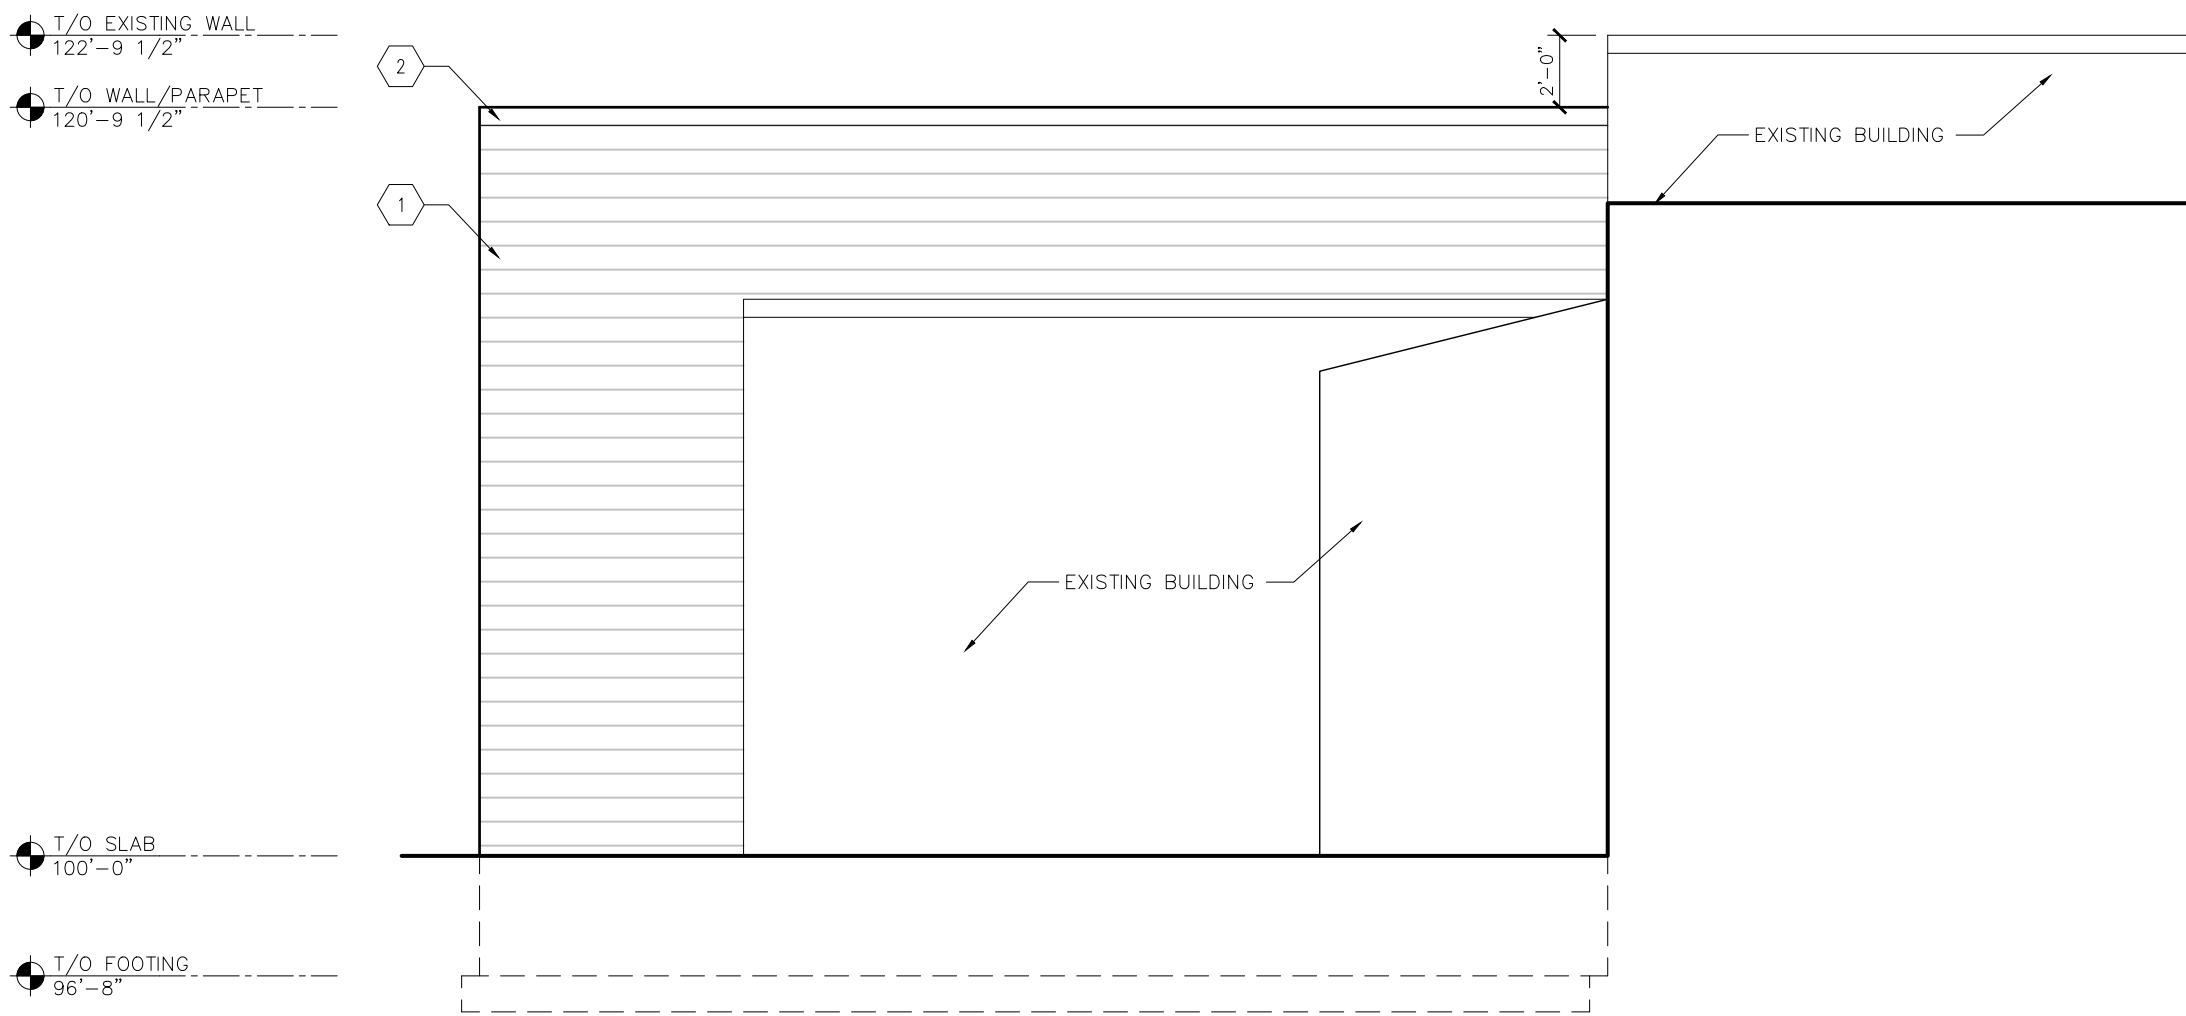 T/O EXISTING WALL
122'-9 1/2"
T/O WALL/PARAPET
120'-9 1/2"
2
2'-0"
EXISTING BUILDING
1
EXISTING BUILDING
T/O SLAB
100'-0"
T/O FOOTING
96'-8"